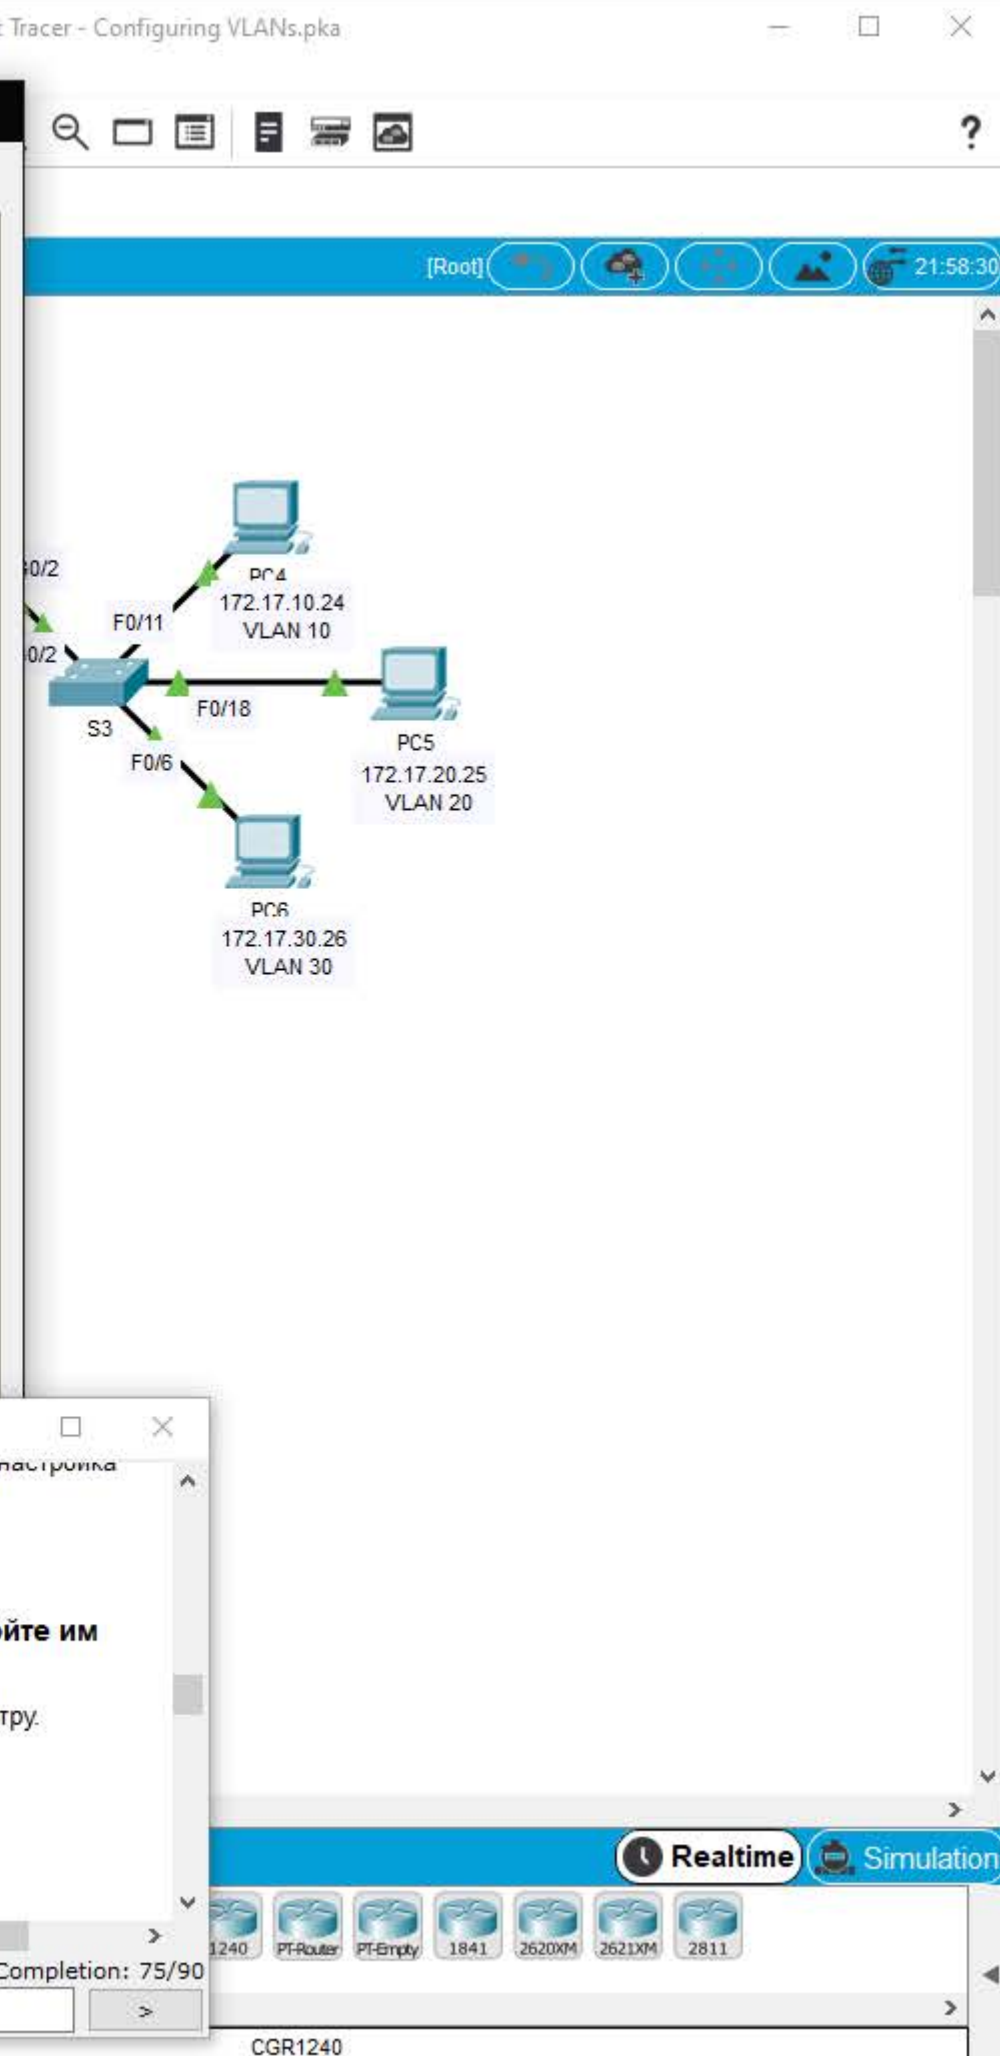 Tracer - Configuring VLANs.pka
?
[Root]
21:58:30
0/2
PC4
172.17.10.24
VLAN 10
F0/11
0/2
F0/18
S3
PC5
172.17.20.25
VLAN 20
F0/6
PC6
172.17.30.26
VLAN 30
настройка
йте им
тру.
Realtime
Simulation
1240
PT-Router
PT-Empty
1841
2620XM
2621XM
2811
Completion: 75/90
>
CGR1240